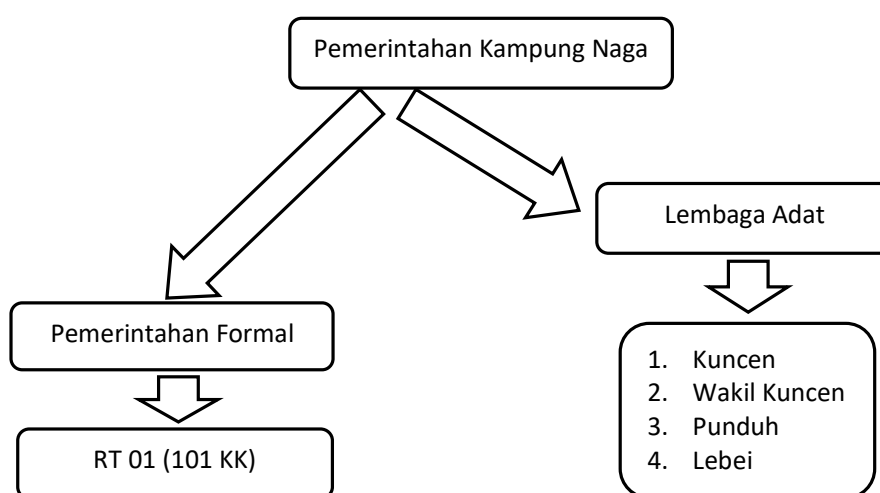 Pemerintahan Kampung Naga
Lembaga Adat
Pemerintahan Formal
1. Kuncen
2. Wakil Kuncen
3. Punduh
4. Lebei
RT 01 (101 KK)